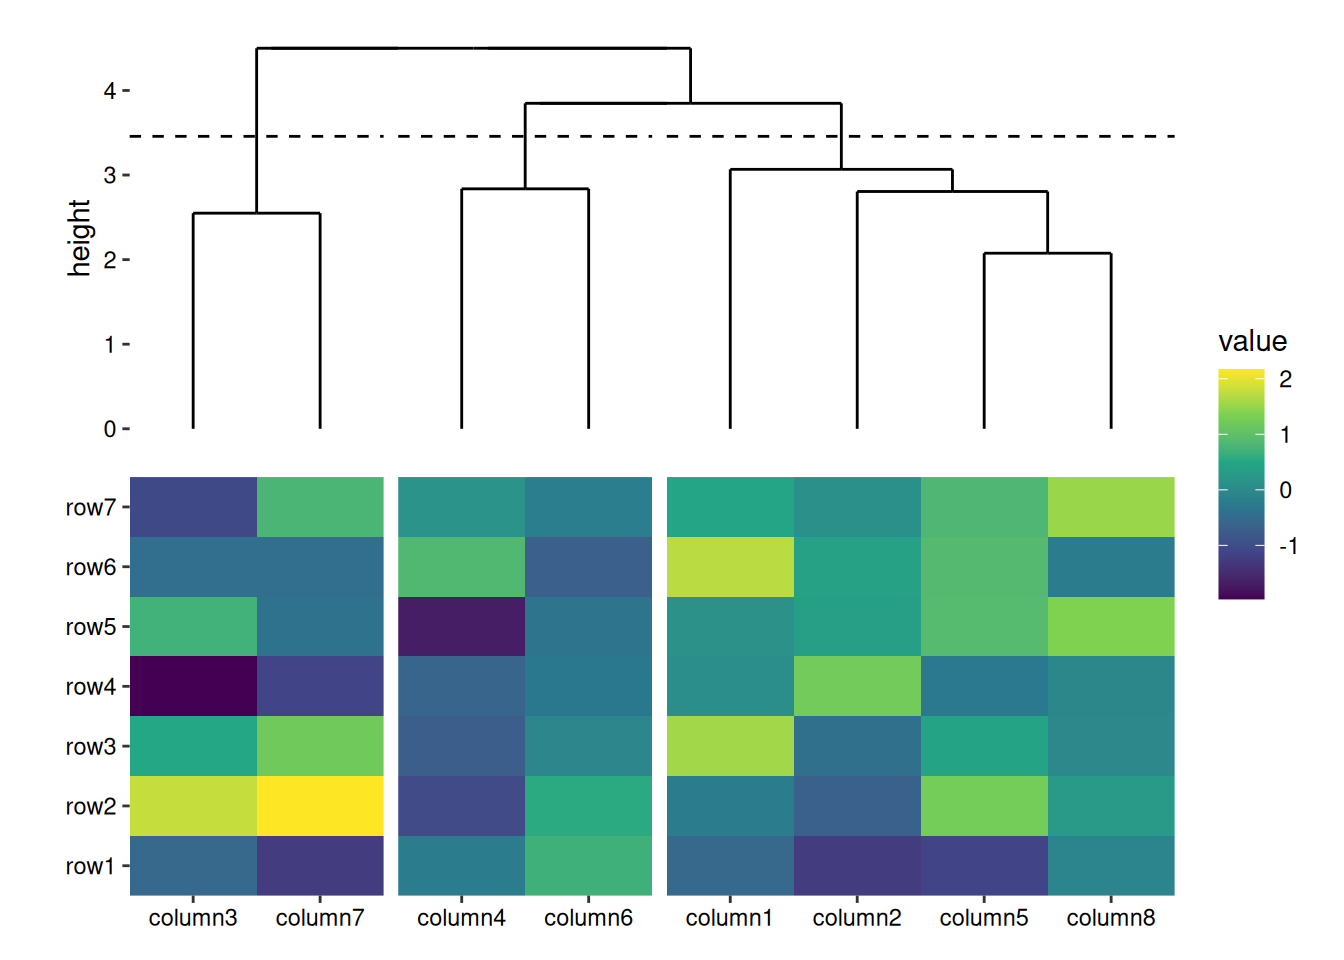 4
3
2
1
0
height
value
2
1
0
-1
row7
row6
row5
row4
row3
row2
row1
column3 column7 column4 column6 column1 column2 column5 column8